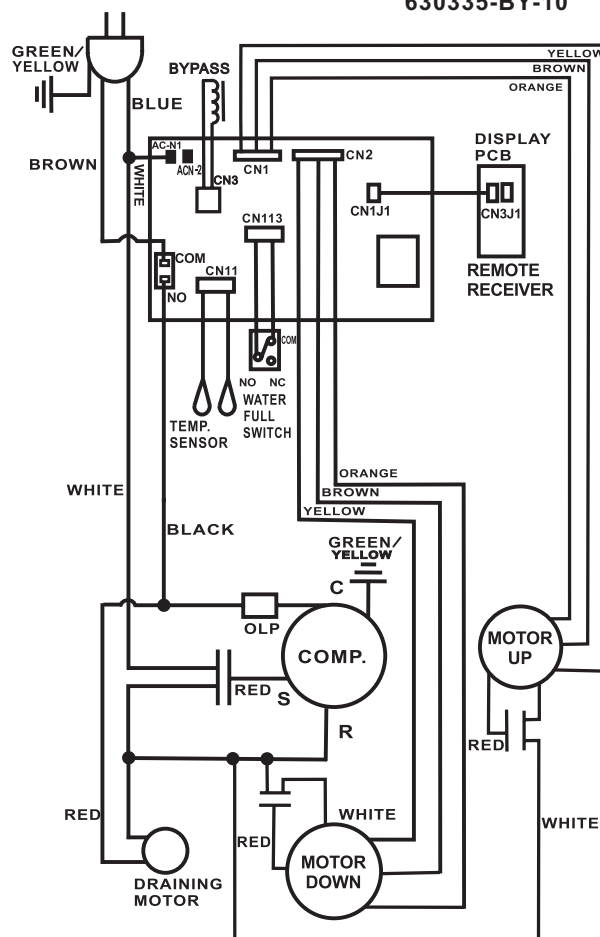 630335-BY-10
GREEN/
YELLOW
BLUE
BYPASS
YELLOW
BROWN
ORANGE
BROWN
WHITE
AC-N1
ACN-2
CN3
CN1
CN2
DISPLAY
PCB
CN1J1
CN3J1
REMOTE
RECEIVER
CN113
COM
NO
CN11
COM
NO NC
WATER
FULL
SWITCH
TEMP.
SENSOR
WHITE
BLACK
ORANGE
BROWN
YELLOW
GREEN/
YELLOW
C
OLP
COMP.
RED
S
R
MOTOR
UP
RED
WHITE
RED
WHITE
RED
MOTOR
DOWN
DRAINING
MOTOR